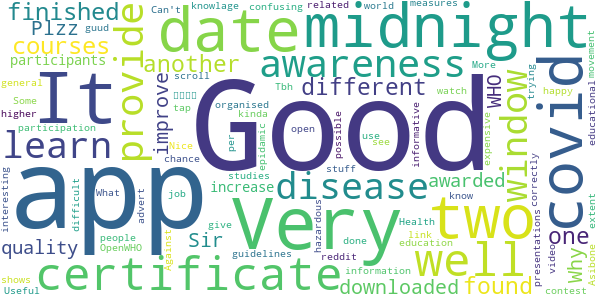 finished
Plzz
guud
Can't
knowlage
confusing
related
world
measures
date
midnight
courses
participants
another
scroll
awareness
WHO
More
trying
movement
general
Some
higher
participation
It
provide
Nice
tap
improve
organised
Tbh
kinda
different
open
possible
informative
watch
see
use
expensive
window
happy
educational
covid
learn
chance
per
epidamic
Good
disease
studies
stuff
increase
awarded
correctly
interesting
difficult
What
advert
job
app
Very
two
know
people
OpenWHO
Sir
give
hazardous
Health
link
education
well
one
Why
presentations
video
extent
Asibone
quality
Against
guidelines
done
reddit
information
found
contest
shows
Useful
certificate
downloaded